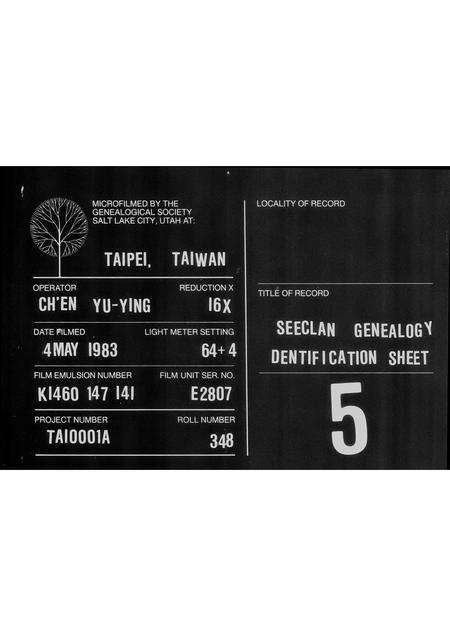 MICROFILMED BY THE
GENEALOGICAL SOCIETY
SALT LAKE CITY, UTAH AT:
TAIPEI, TAIWAN
OPERATOR REDUCTION X
CH'EN YU-YING 16X
DATE FILMED LIGHT METER SETTING
4MAY 1983 64+4
FILM EMULSION NUMBER FILM UNIT SER. NO.
K1460 147 141 E2807
PROJECT NUMBER ROLL NUMBER
TAI0001A 348
LOCALITY OF RECORD
TITLE OF RECORD
SEECLAN GENEALOGY
DENTIFICATION SHEET
5